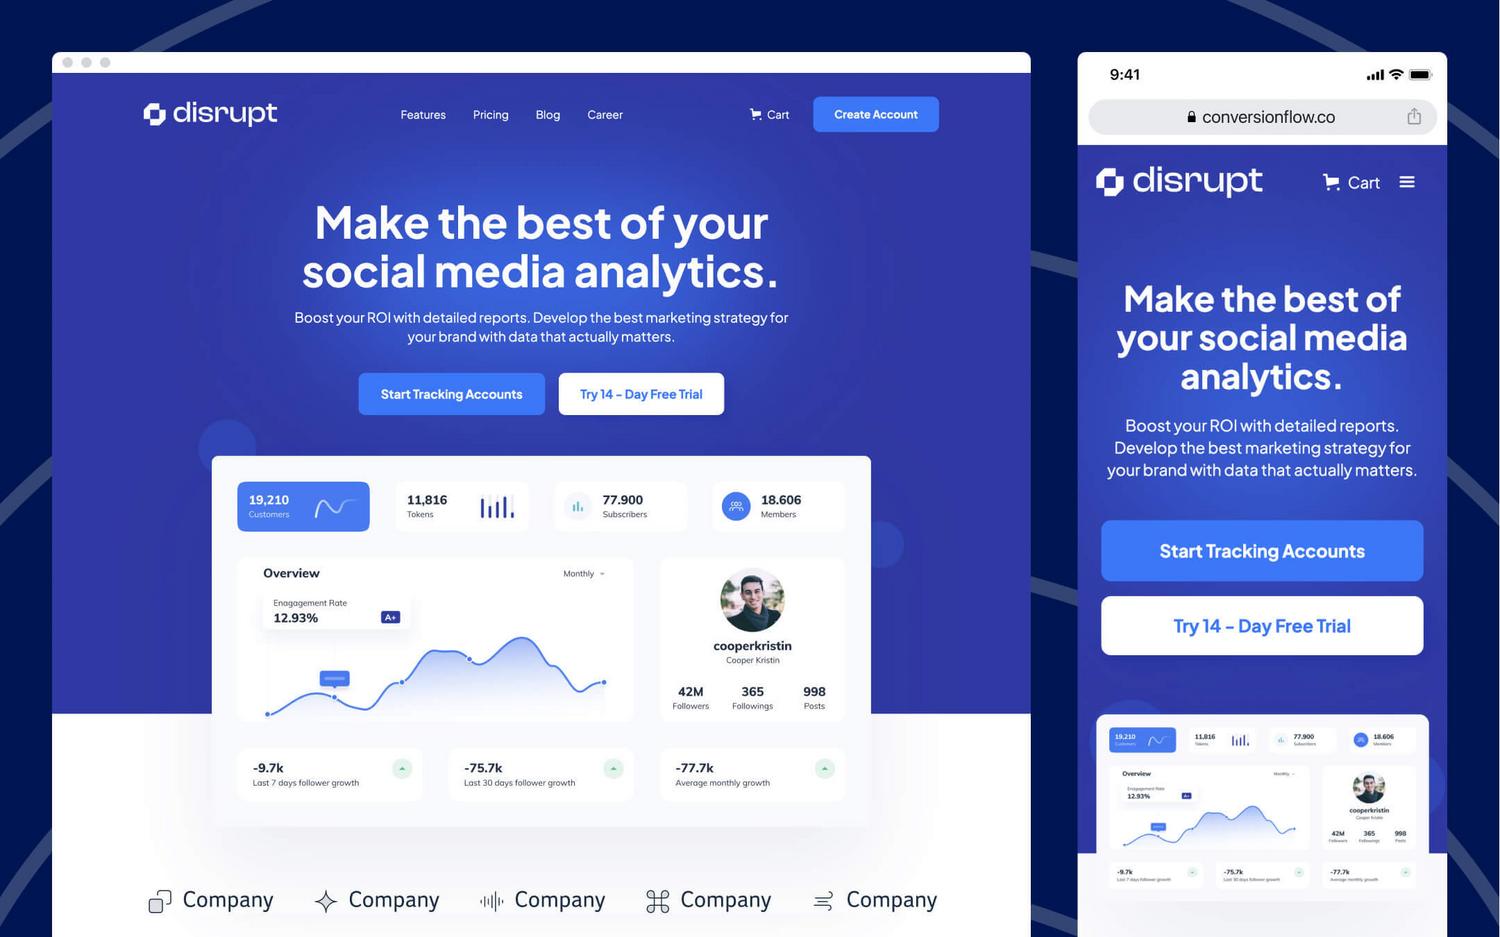 disrupt
Features Pricing Blog Career Cart Create Account
Make the best of your
social media analytics.
Boost your ROI with detailed reports. Develop the best marketing strategy for
your brand with data that actually matters.
Start Tracking Accounts Try 14 - Day Free Trial
19,210
Customers
11,816
Tokens
77.900
Subscribers
18.606
Members
Overview
Monthly
Enagagement Rate
12.93% A+
cooperkristin
Cooper Kristin
42M 365 998
Followers Followings Posts
-9.7k
Last 7 days follower growth
-75.7k
Last 30 days follower growth
-77.7k
Average monthly growth
Company Company Company Company Company
9:41
conversionflow.co
disrupt Cart
Make the best of
your social media
analytics.
Boost your ROI with detailed reports.
Develop the best marketing strategy for
your brand with data that actually matters.
Start Tracking Accounts
Try 14 - Day Free Trial
19,210
Customers
11,816
Tokens
77.900
Subscribers
18.606
Members
Overview
Monthly
Enagagement Rate
12.93% A+
cooperkristin
Cooper Kristin
42M 365 998
Followers Followings Posts
-9.7k
Last 7 days follower growth
-75.7k
Last 30 days follower growth
-77.7k
Average monthly growth